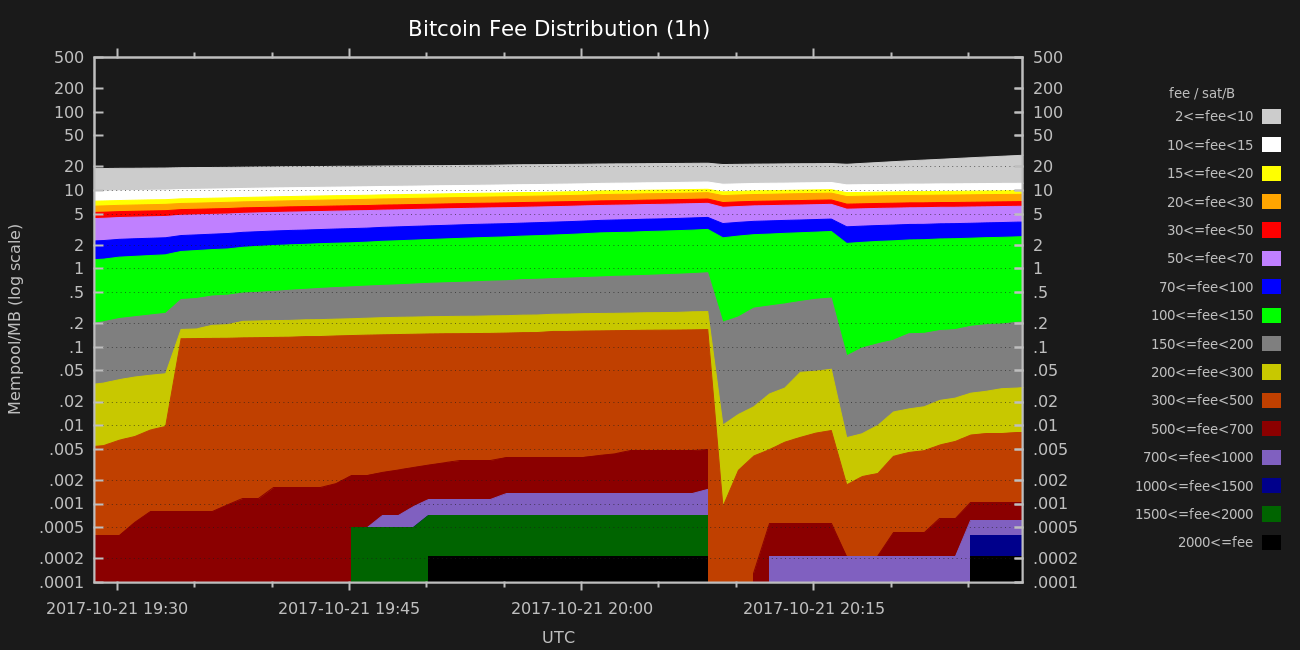 Bitcoin Fee Distribution (1h)
500 500
200 200
100 100
50 50
20 20
10 10
5 5
2 2
1 1
.5 .5
.2 .2
.1 .1
.05 .05
.02 .02
.01 .01
.005 .005
.002 .002
.001 .001
.0005 .0005
.0002 .0002
.0001 .0001
Mempool/MB (log scale)
2017-10-21 19:30 2017-10-21 19:45 2017-10-21 20:00 2017-10-21 20:15
UTC
fee / sat/B
2<=fee<10
10<=fee<15
15<=fee<20
20<=fee<30
30<=fee<50
50<=fee<70
70<=fee<100
100<=fee<150
150<=fee<200
200<=fee<300
300<=fee<500
500<=fee<700
700<=fee<1000
1000<=fee<1500
1500<=fee<2000
2000<=fee